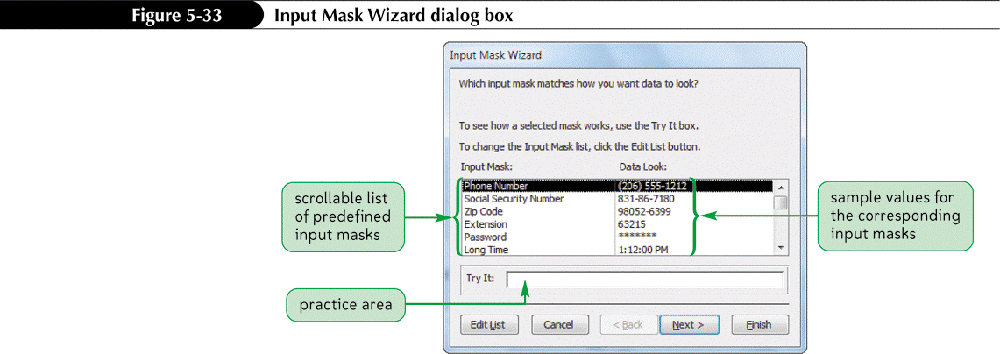 Figure 5-33 Input Mask Wizard dialog box
Input Mask Wizard
Which input mask matches how you want data to look?
To see how a selected mask works, use the Try It box.
To change the Input Mask list, click the Edit List button.
Input Mask: Data Look:
Phone Number (206) 555-1212
Social Security Number 831-86-7180
Zip Code 98052-6399
Extension 63215
Password *******
Long Time 1:12:00 PM
Try It:
Edit List Cancel < Back Next > Finish
scrollable list
of predefined
input masks
practice area
sample values for
the corresponding
input masks